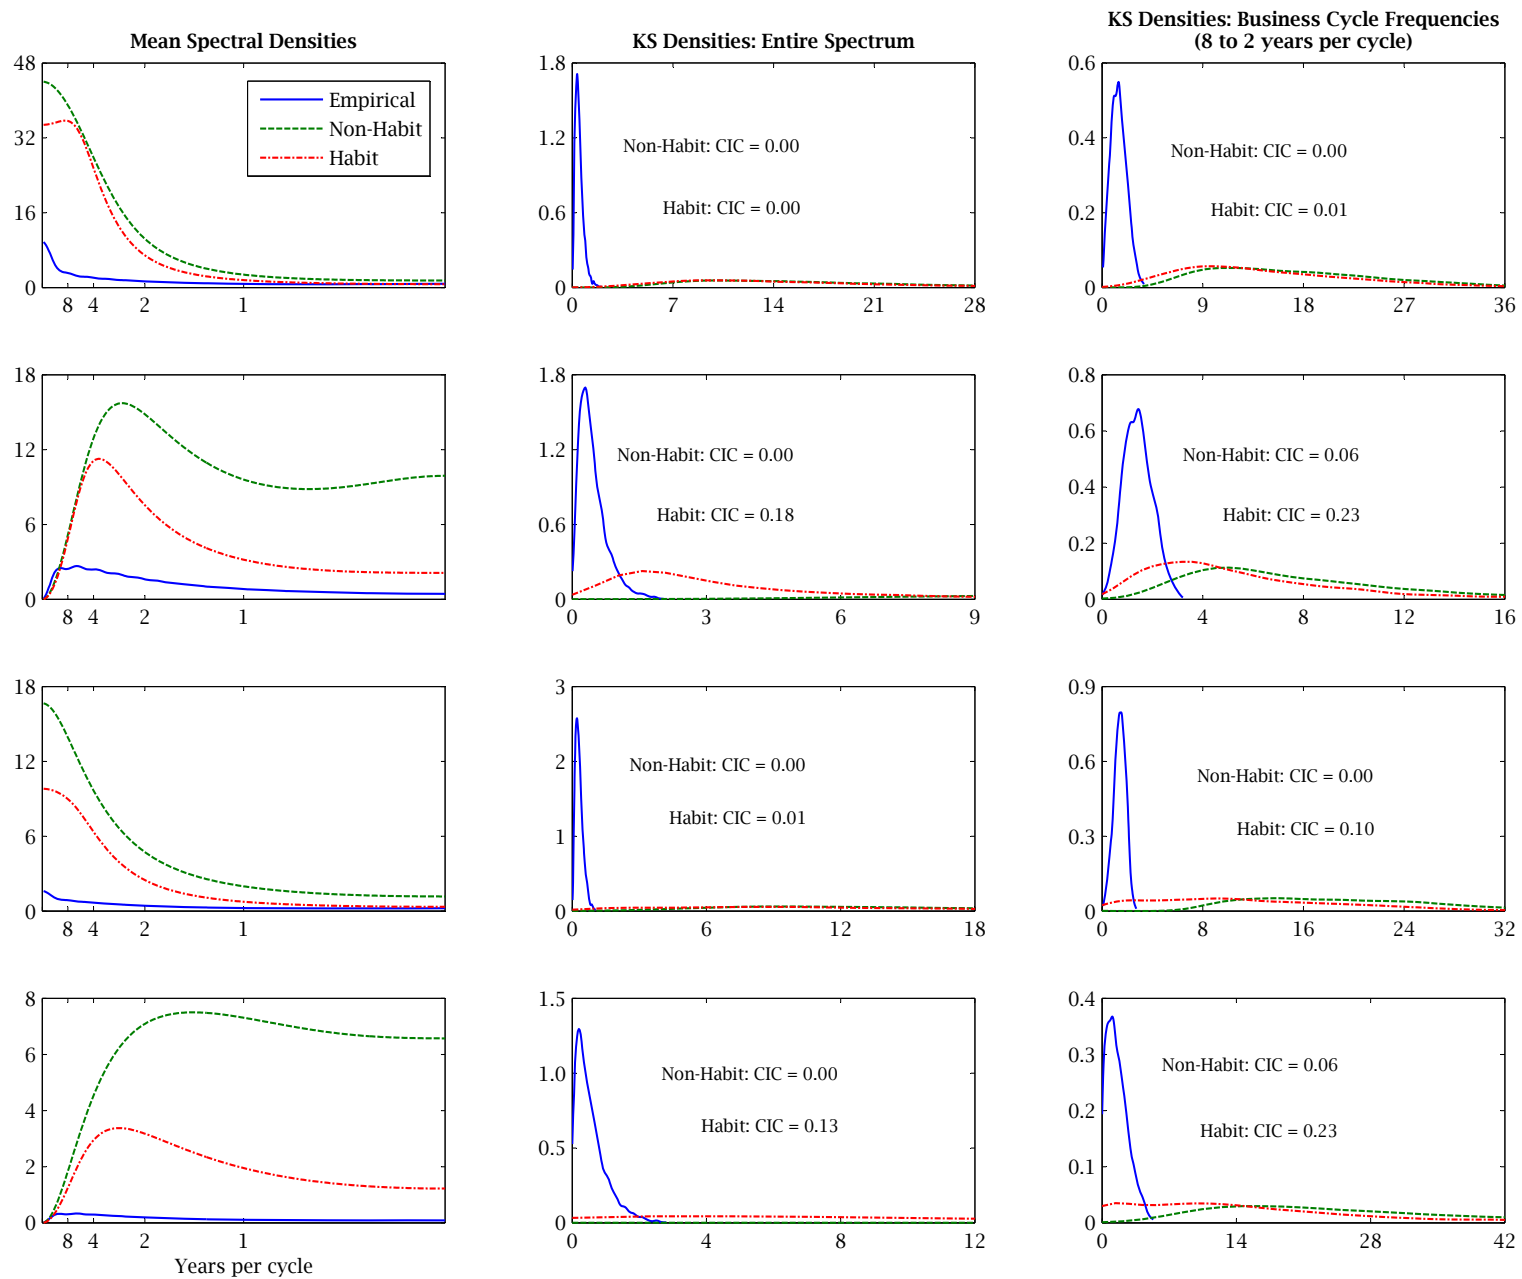 Mean Spectral Densities
KS Densities: Entire Spectrum
KS Densities: Business Cycle Frequencies
(8 to 2 years per cycle)
48
32
16
0
8 4 2 1
Empirical
Non-Habit
Habit
1.8
1.2
0.6
0
0 7 14 21 28
Non-Habit: CIC = 0.00
Habit: CIC = 0.00
0.6
0.4
0.2
0
0 9 18 27 36
Non-Habit: CIC = 0.00
Habit: CIC = 0.01
18
12
6
0
8 4 2 1
1.8
1.2
0.6
0
0 3 6 9
Non-Habit: CIC = 0.00
Habit: CIC = 0.18
0.8
0.6
0.4
0.2
0
0 4 8 12 16
Non-Habit: CIC = 0.06
Habit: CIC = 0.23
18
12
6
0
8 4 2 1
3
2
1
0
0 6 12 18
Non-Habit: CIC = 0.00
Habit: CIC = 0.01
0.9
0.6
0.3
0
0 8 16 24 32
Non-Habit: CIC = 0.00
Habit: CIC = 0.10
8
6
4
2
0
8 4 2 1
Years per cycle
1.5
1.0
0.5
0
0 4 8 12
Non-Habit: CIC = 0.00
Habit: CIC = 0.13
0.4
0.3
0.2
0.1
0
0 14 28 42
Non-Habit: CIC = 0.06
Habit: CIC = 0.23